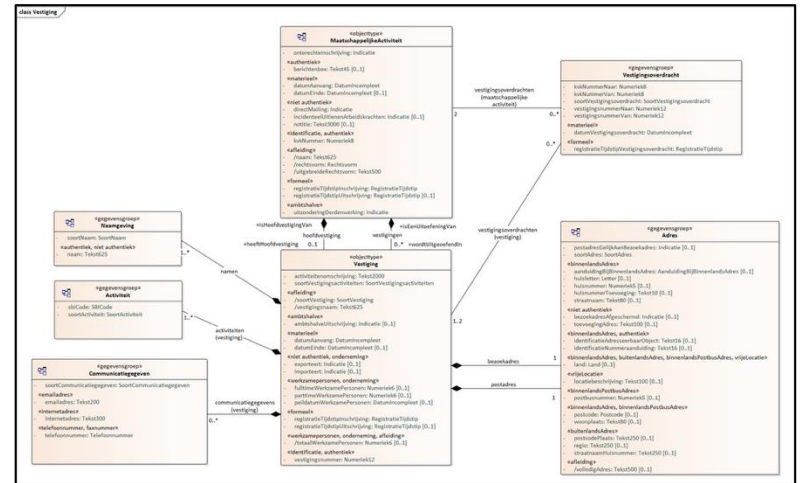 class Vestiging
«objecttype»
MaatschappelijkeActiviteit
- onterechteInschrijving: Indicatie
«authentiek»
- berichtenbox: Tekst45 [0..1]
«materieel»
- datumAanvang: DatumIncompleet
- datumEinde: DatumIncompleet [0..1]
«niet authentiek»
- directMailing: Indicatie
- incidenteelUitlenenArbeidskrachten: Indicatie [0..1]
- notitie: Tekst3000 [0..1]
«identificatie, authentiek»
- kvkNummer: Numeriek8
«afleiding»
- /naam: Tekst625
- /rechtsvorm: Rechtsvorm
- /uitgebreideRechtsvorm: Tekst500
«formeel»
- registratieTijdstipInschrijving: RegistratieTijdstip
- registratieTijdstipUitschrijving: RegistratieTijdstip [0..1]
«ambtshalve»
- uitzonderingDerdenwerking: Indicatie
vestigingsoverdrachten
(maatschappelijke
activiteit)
2
0..*
«gegevensgroep»
Vestigingsoverdracht
- kvkNummerNaar: Numeriek8
- kvkNummerVan: Numeriek8
- soortVestigingsoverdracht: SoortVestigingsoverdracht
- vestigingsnummerNaar: Numeriek12
- vestigingsnummerVan: Numeriek12
«materieel»
- datumVestigingsoverdracht: DatumIncompleet
«formeel»
- registratieTijdstipVestigingsoverdracht: RegistratieTijdstip
0..*
vestigingsoverdrachten
(vestiging)
1..2
+isHoofdvestigingVan
hoofdvestiging
+heeftHoofdvestiging
0..1
+isEenUitoefeningVan
vestigingen
0..*
+wordtUitgeoefendIn
«gegevensgroep»
Naamgeving
- soortNaam: SoortNaam
«authentiek, niet authentiek»
- naam: Tekst625
1..*
namen
«gegevensgroep»
Activiteit
- sbiCode: SBICode
- soortActiviteit: SoortActiviteit
activiteiten
(vestiging)
«gegevensgroep»
Communicatiegegeven
- soortCommunicatiegegeven: SoortCommunicatiegegeven
«emailadres»
- emailadres: Tekst200
«internetadres»
- internetadres: Tekst300
«telefoonnummer, faxnummer»
- telefoonnummer: Telefoonnummer
communicatiegegevens
(vestiging)
0..*
«objecttype»
Vestiging
- activiteitenomschrijving: Tekst2000
- soortVestigingsactiviteiten: SoortVestigingsactiviteiten
«afleiding»
- /soortVestiging: SoortVestiging
- /vestigingsnaam: Tekst625
«ambtshalve»
- ambtshalveUitschrijving: Indicatie [0..1]
«materieel»
- datumAanvang: DatumIncompleet
- datumEinde: DatumIncompleet [0..1]
«niet authentiek, onderneming»
- exporteert: Indicatie [0..1]
- importeert: Indicatie [0..1]
«werkzamepersonen, onderneming»
- fulltimeWerkzamePersonen: Numeriek6 [0..1]
- parttimeWerkzamePersonen: Numeriek6 [0..1]
- peildatumWerkzamePersonen: DatumIncompleet [0..1]
«formeel»
- registratieTijdstipInschrijving: RegistratieTijdstip
- registratieTijdstipUitschrijving: RegistratieTijdstip [0..1]
«werkzamepersonen, onderneming, afleiding»
- /totaalWerkzamePersonen: Numeriek6 [0..1]
«identificatie, authentiek»
- vestigingsnummer: Numeriek12
bezoekadres
1
postadres
1
«gegevensgroep»
Adres
- postadresGelijkAanBezoekadres: Indicatie [0..1]
- soortAdres: SoortAdres
«binnenlandsAdres»
- aanduidingBijBinnenlandsAdres: AanduidingBijBinnenlandsAdres [0..1]
- huisletter: Letter [0..1]
- huisnummer: Numeriek5 [0..1]
- huisnummerToevoeging: Tekst10 [0..1]
- straatnaam: Tekst80 [0..1]
«niet authentiek»
- bezoekadresAfgeschermd: Indicatie [0..1]
- toevoegingAdres: Tekst100 [0..1]
«binnenlandsAdres, authentiek»
- identificatieAdresseerbaarObject: Tekst16 [0..1]
- identificatieNummeraanduiding: Tekst16 [0..1]
«binnenlandsAdres, buitenlandsAdres, binnenlandsPostbusAdres, vrijeLocatie»
- land: Land [0..1]
«vrijeLocatie»
- locatiebeschrijving: Tekst100 [0..1]
«binnenlandsPostbusAdres»
- postbusnummer: Numeriek5 [0..1]
«binnenlandsAdres, binnenlandsPostbusAdres»
- postcode: Postcode [0..1]
- woonplaats: Tekst80 [0..1]
«buitenlandsAdres»
- postcodePlaats: Tekst250 [0..1]
- regio: Tekst250 [0..1]
- straatnaamHuisnummer: Tekst250 [0..1]
«afleiding»
- /volledigAdres: Tekst500 [0..1]